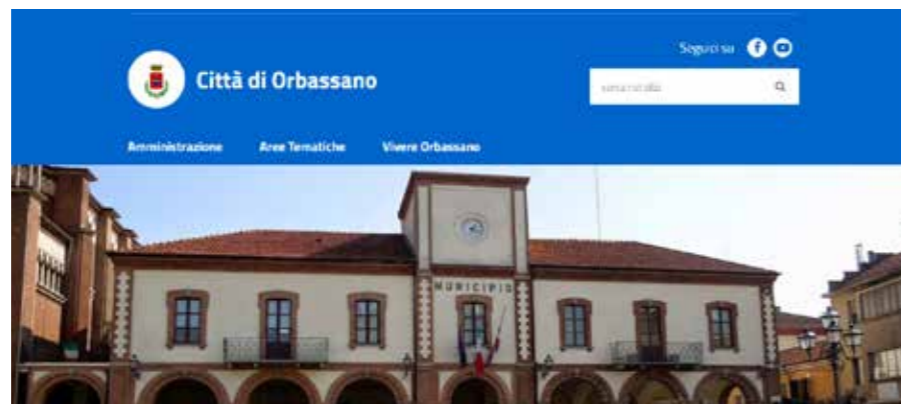 Seguici su
Città di Orbassano
Amministrazione Aree Tematiche Vivere Orbassano
MUNICIPIO